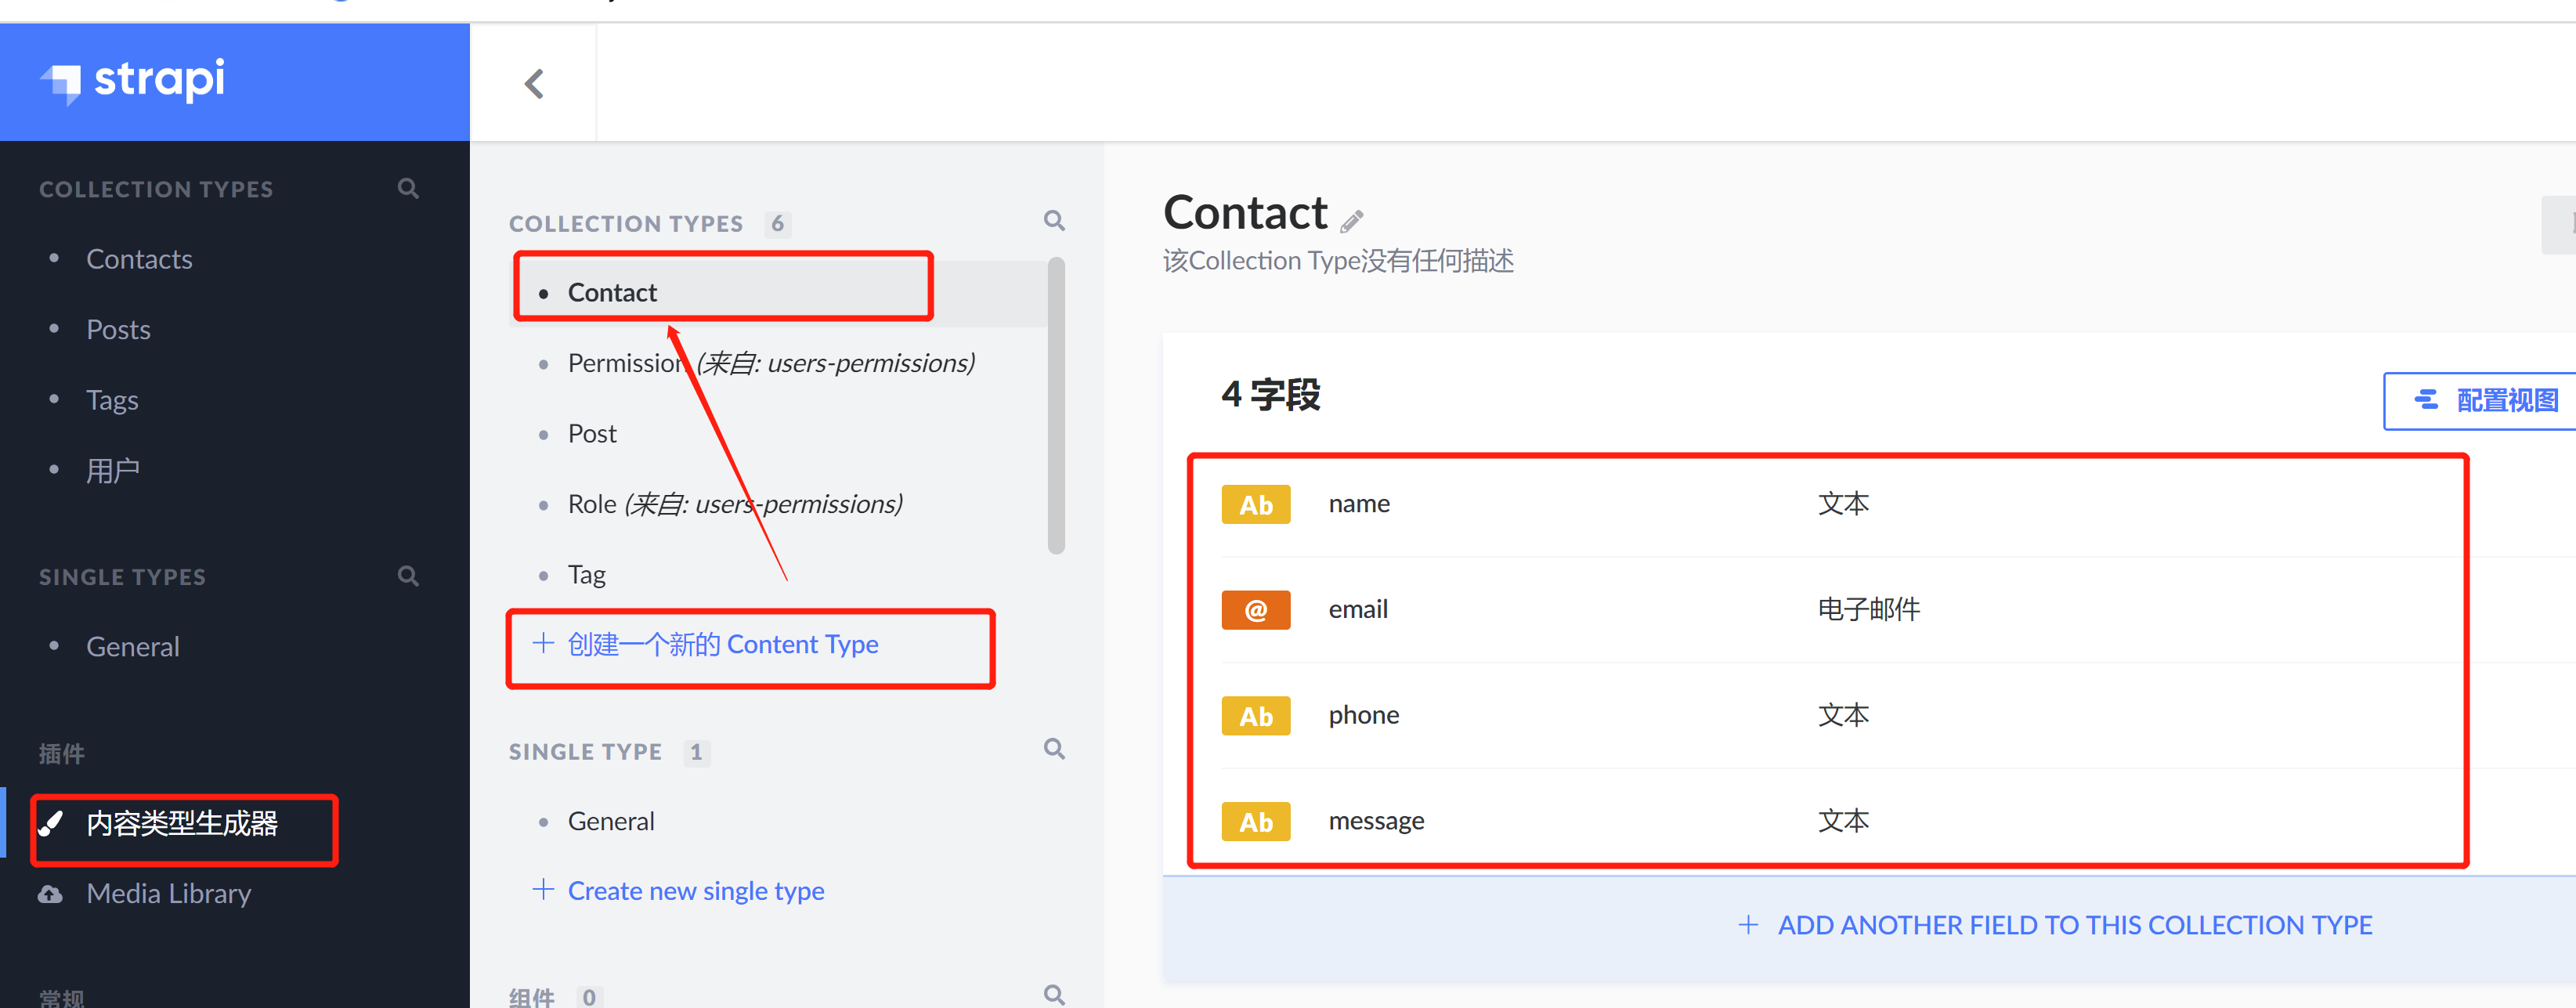 strapi
COLLECTION TYPES
Contacts
Posts
Tags
用户
SINGLE TYPES
General
插件
内容类型生成器
Media Library
常规
COLLECTION TYPES 6
Contact
Permission (来自: users-permissions)
Post
Role (来自: users-permissions)
Tag
创建一个新的 Content Type
SINGLE TYPE 1
General
Create new single type
组件 0
Contact
该Collection Type没有任何描述
4 字段
配置视图
Ab name 文本
@ email 电子邮件
Ab phone 文本
Ab message 文本
ADD ANOTHER FIELD TO THIS COLLECTION TYPE